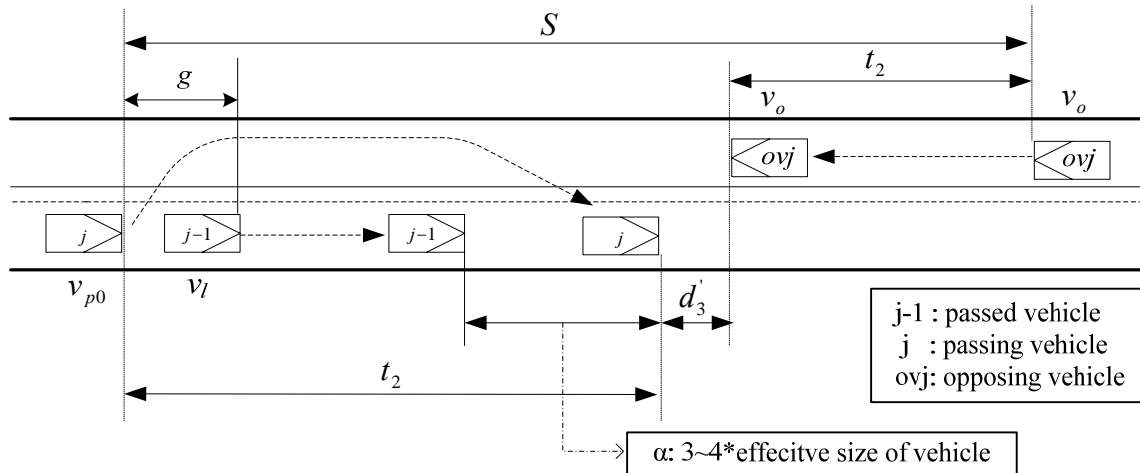 S
g
t₂
vₒ
vₒ
ovj
ovj
j
j-1
j-1
j
vₚ₀
vₗ
d₃'
t₂
j-1 : passed vehicle
j : passing vehicle
ovj: opposing vehicle
α: 3~4*effecitve size of vehicle